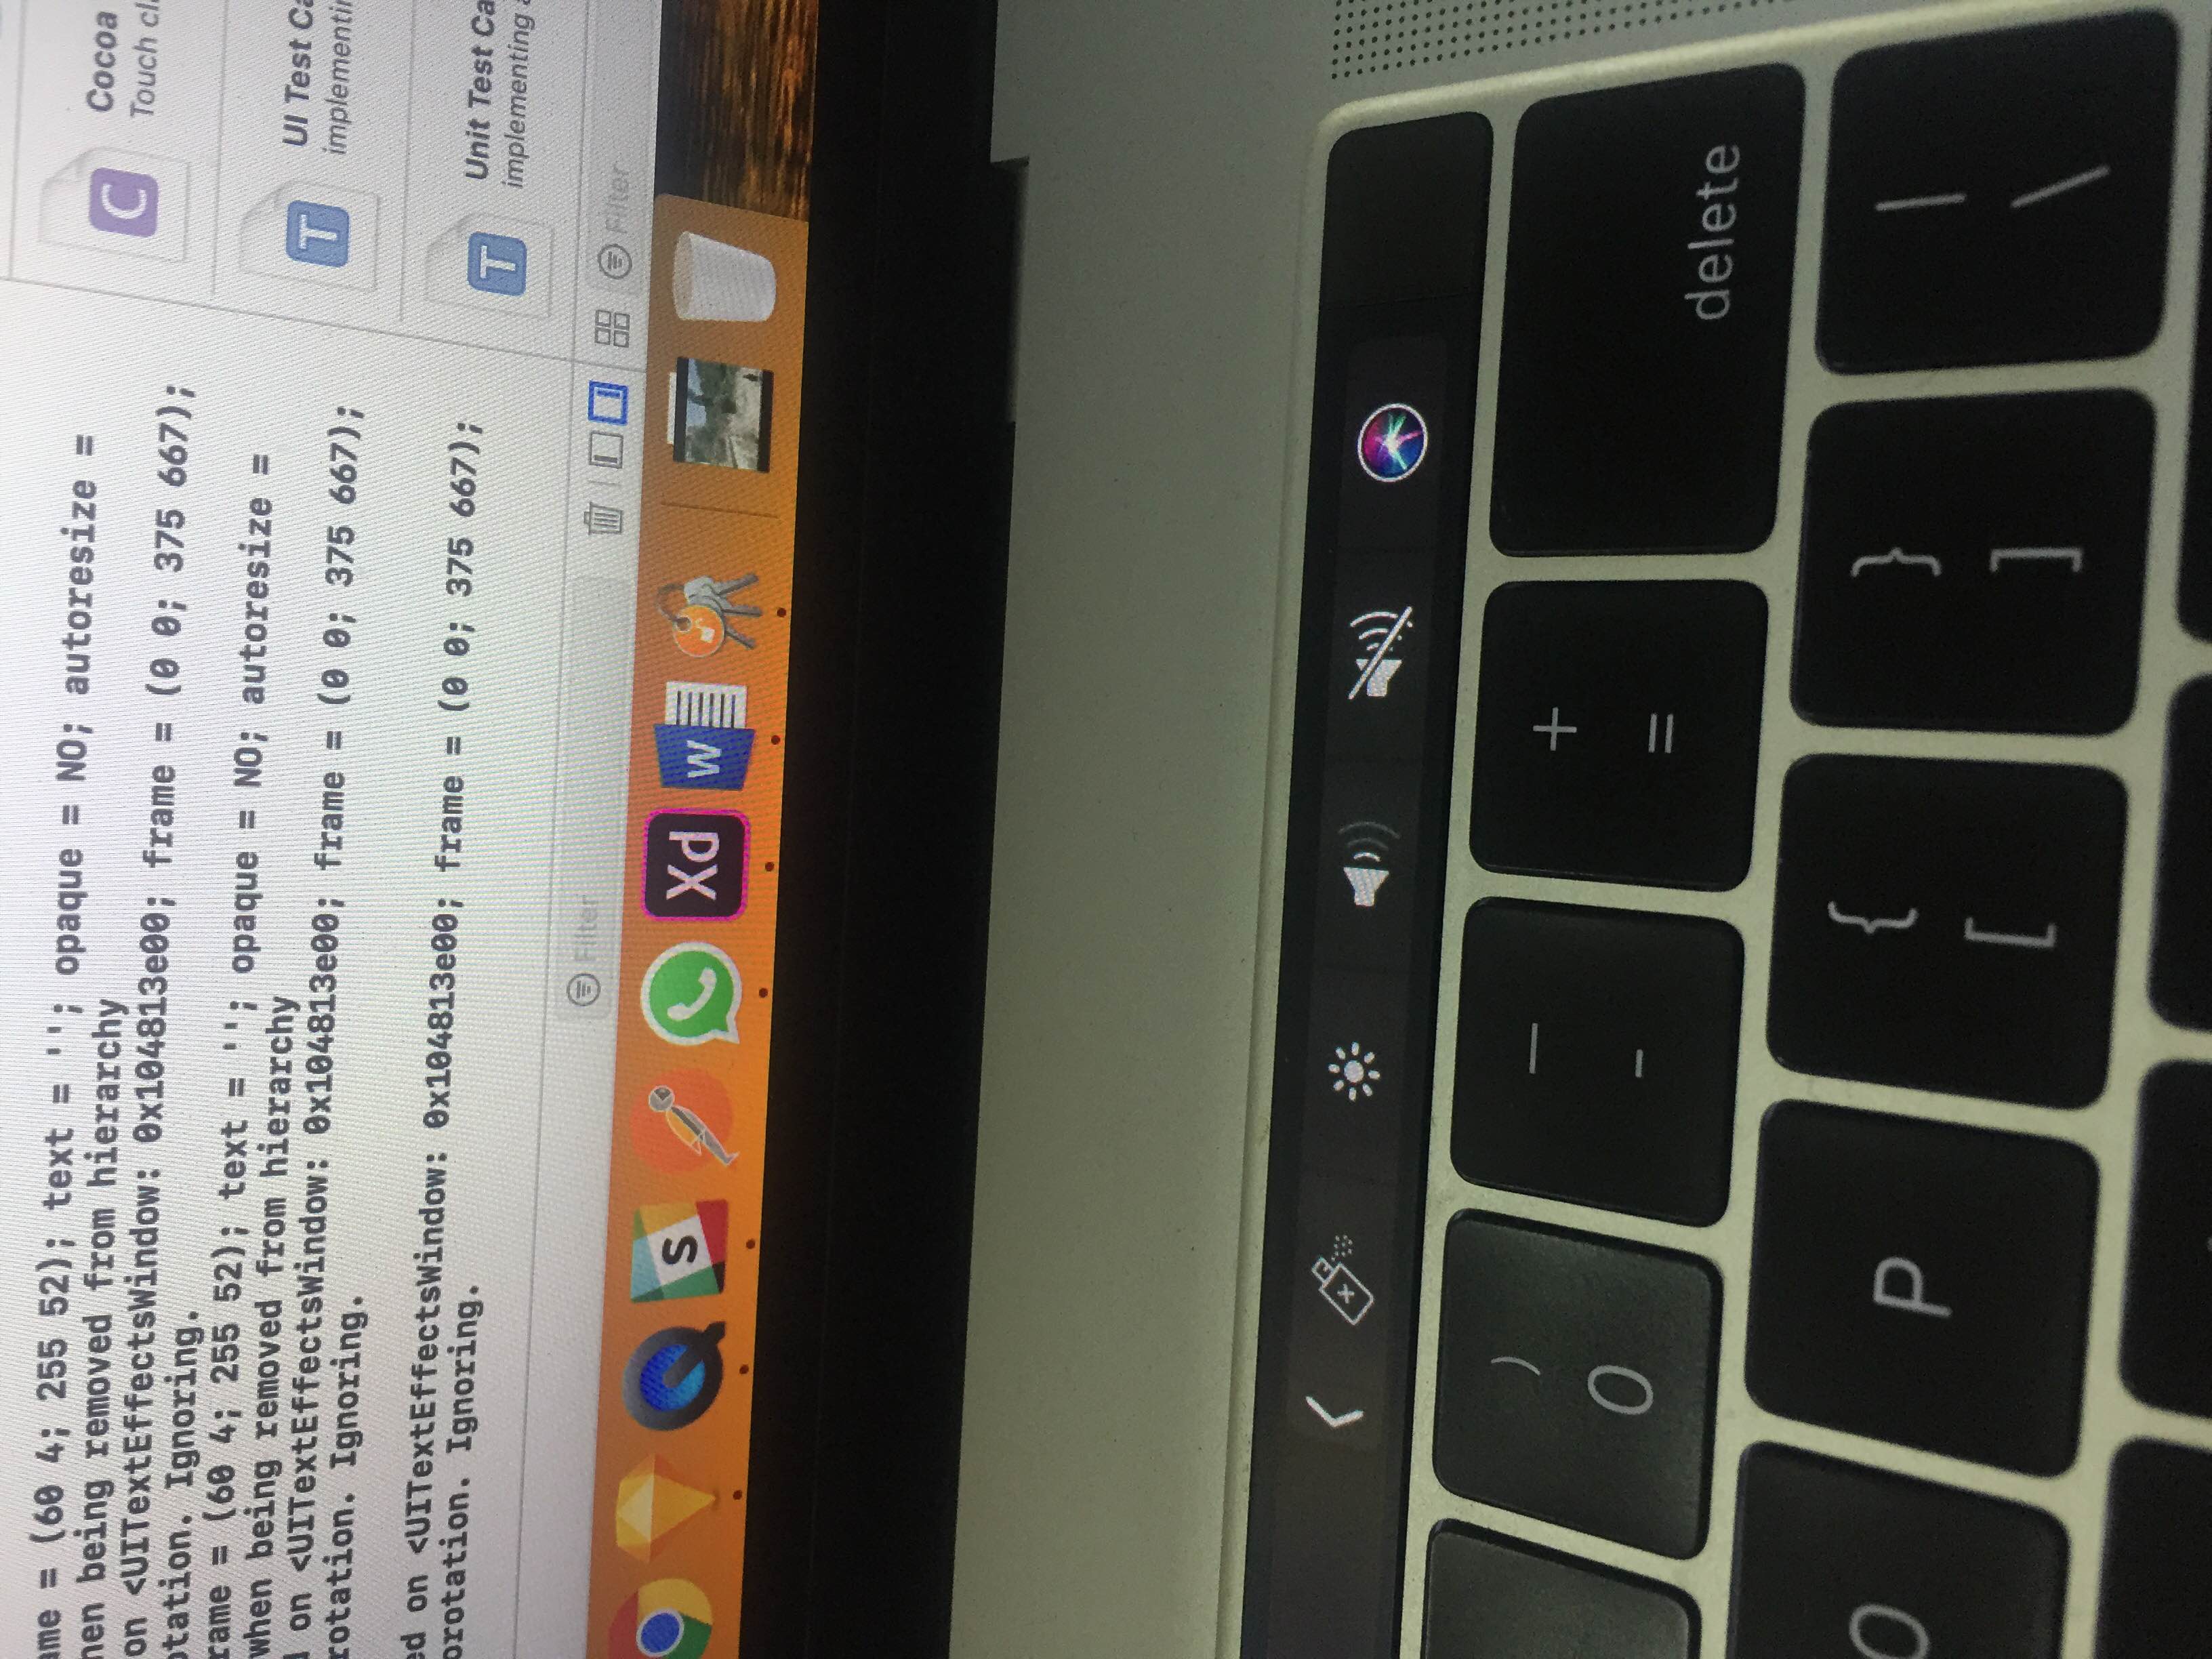 ame = (60 4; 255 52); text = ''; opaque = NO; autoresize =
hen being removed from hierarchy
on <UITextEffectsWindow: 0x104813e00; frame = (0 0; 375 667);
otation. Ignoring.
rame = (60 4; 255 52); text = ''; opaque = NO; autoresize =
when being removed from hierarchy
d on <UITextEffectsWindow: 0x104813e00; frame = (0 0; 375 667);
rotation. Ignoring.
ed on <UITextEffectsWindow: 0x104813e00; frame = (0 0; 375 667);
orotation. Ignoring.
C
Cocoa
Touch cla
T
UI Test Ca
implementin
T
Unit Test Ca
implementing a
Filter
Filter
S
Xd
W
)
0
—
-
+
=
delete
O
P
{
[
}
]
|
\